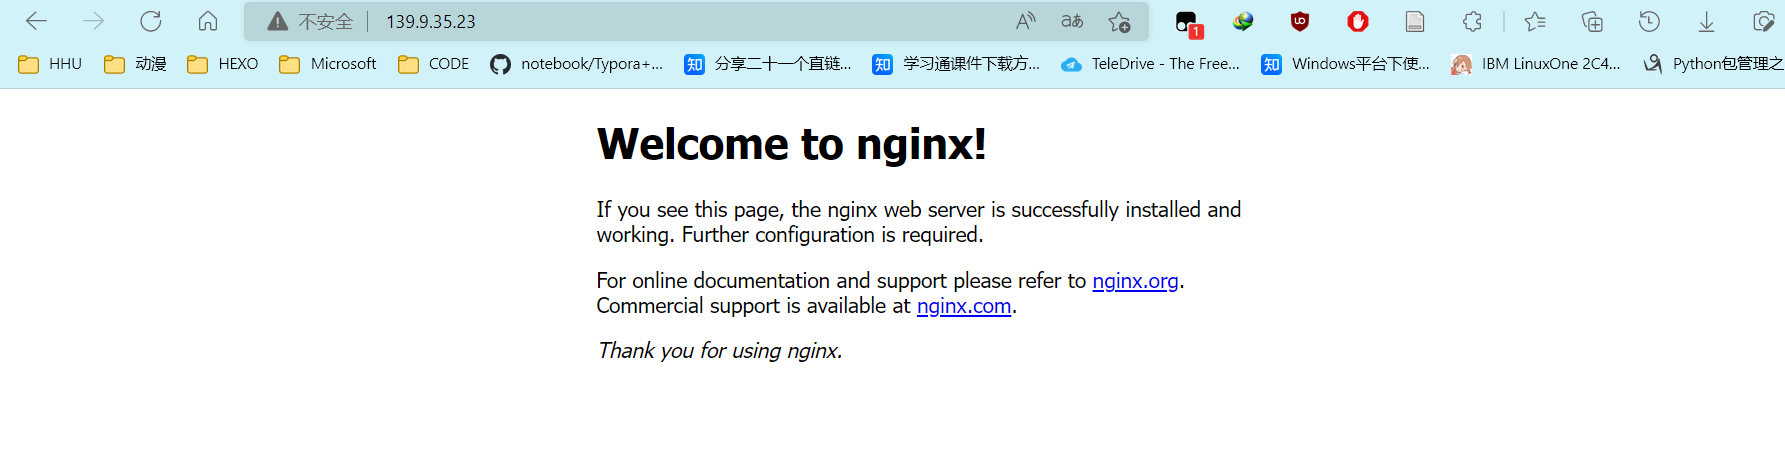 不安全 139.9.35.23 A aあ 1
HHU 动漫 HEXO Microsoft CODE notebook/Typora+... 知 分享二十一个直链... 知 学习通课件下载方... TeleDrive - The Free... 知 Windows平台下使... IBM LinuxOne 2C4... Python包管理之
Welcome to nginx!
If you see this page, the nginx web server is successfully installed and
working. Further configuration is required.
For online documentation and support please refer to nginx.org.
Commercial support is available at nginx.com.
Thank you for using nginx.